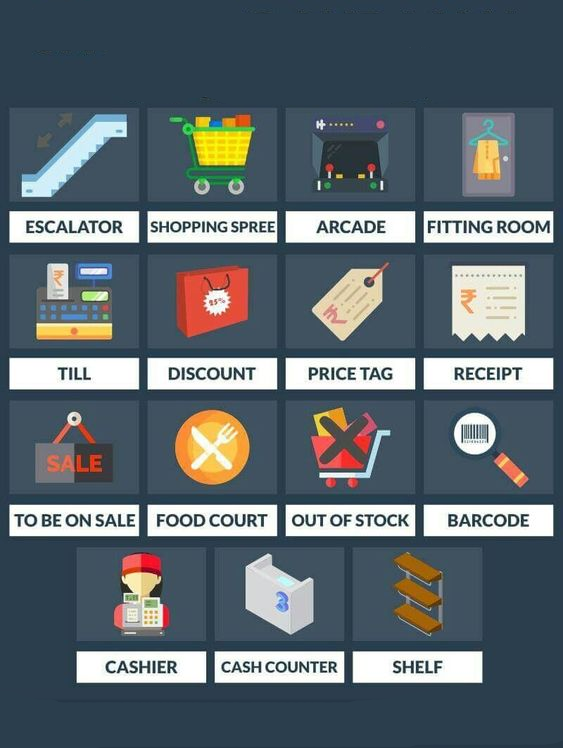 ESCALATOR
SHOPPING SPREE
ARCADE
FITTING ROOM
₹
₹
₹
25%
TILL
DISCOUNT
PRICE TAG
RECEIPT
SALE
TO BE ON SALE
FOOD COURT
OUT OF STOCK
BARCODE
3
CASHIER
CASH COUNTER
SHELF